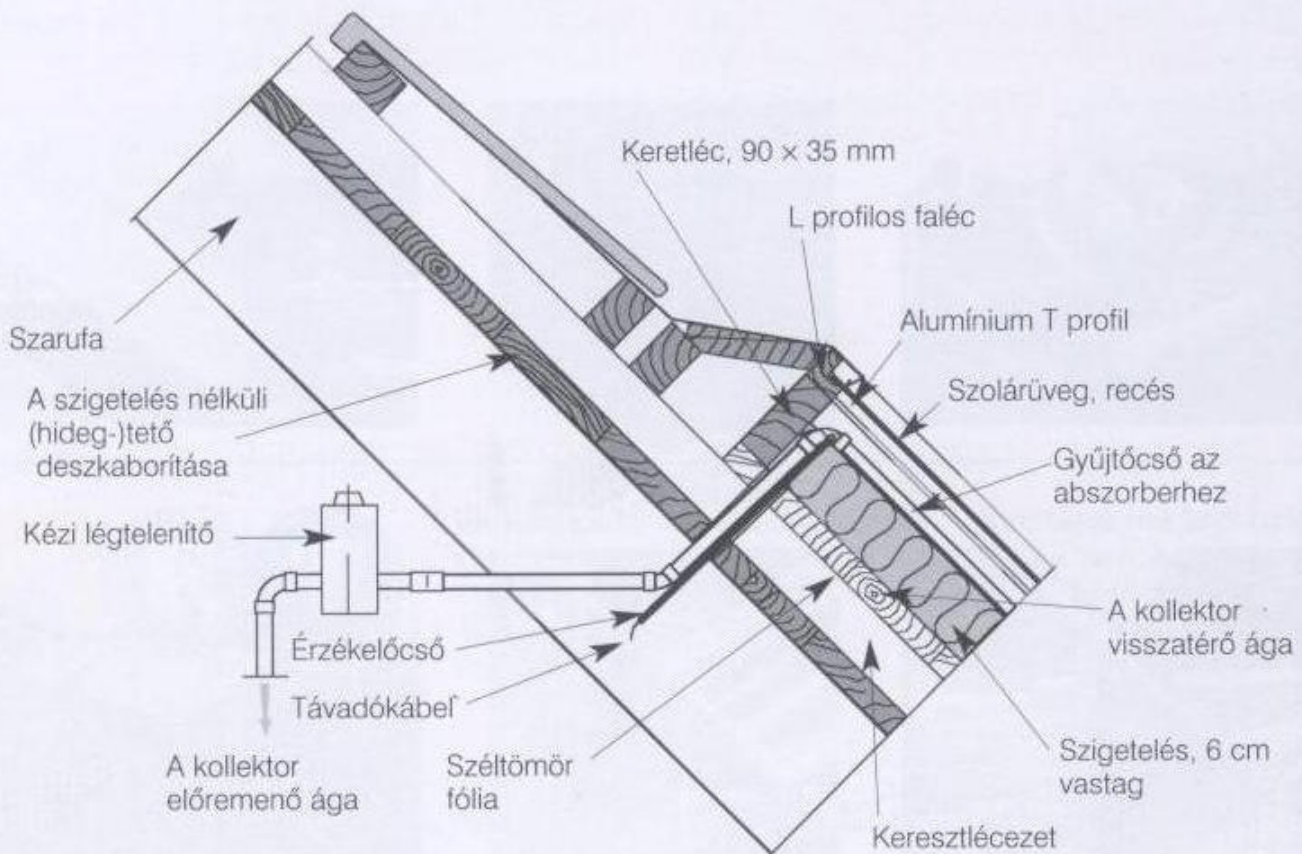 Keretléc, 90 × 35 mm
L profilos faléc
Alumínium T profil
Szolárüveg, recés
Gyűjtőcső az
abszorberhez
A kollektor
visszatérő ága
Szigetelés, 6 cm
vastag
Keresztlécezet
Szarufa
A szigetelés nélküli
(hideg-)tető
deszkaborítása
Kézi légtelenítő
Érzékelőcső
Távadókábel
A kollektor
előremenő ága
Széltömör
fólia